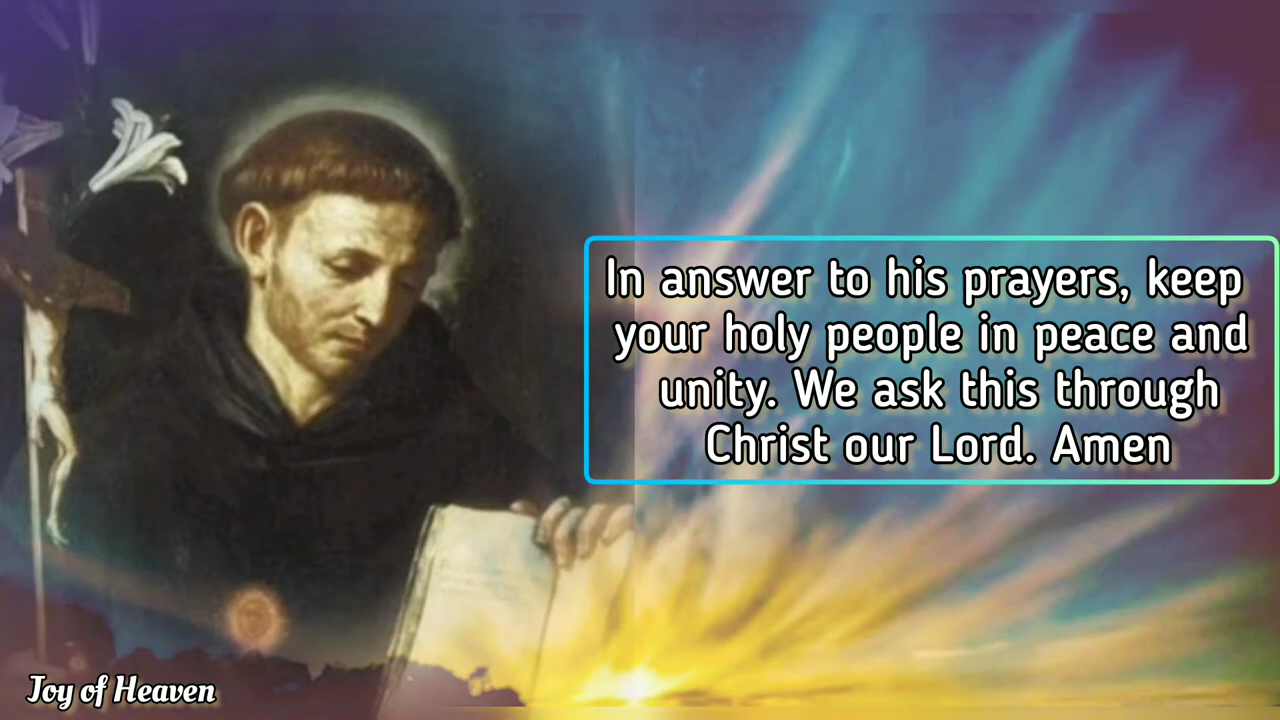 In answer to his prayers, keep
your holy people in peace and
unity. We ask this through
Christ our Lord. Amen
Joy of Heaven